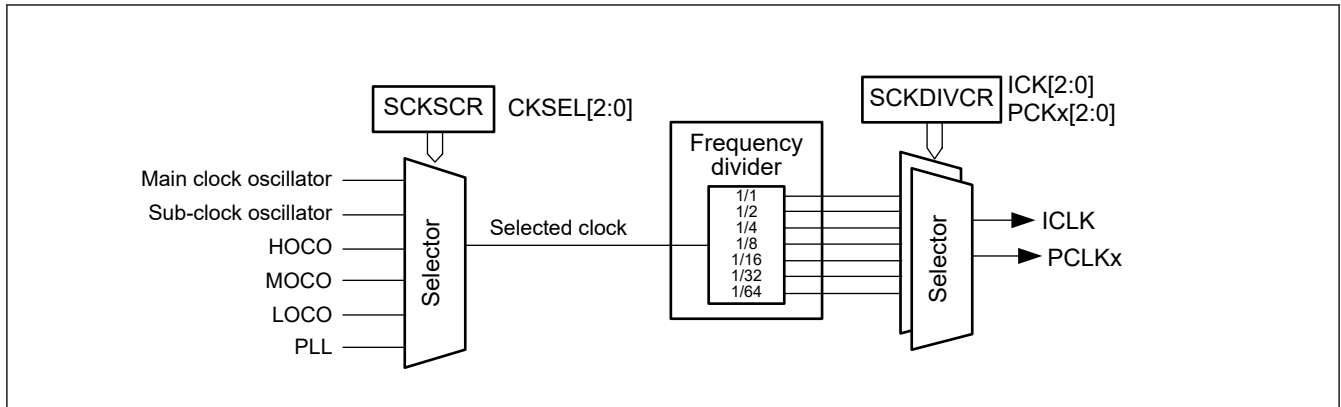 SCKSCR
CKSEL[2:0]
SCKDIVCR
ICK[2:0]
PCKx[2:0]
Main clock oscillator
Sub-clock oscillator
HOCO
MOCO
LOCO
PLL
Selector
Selected clock
Frequency
divider
1/1
1/2
1/4
1/8
1/16
1/32
1/64
Selector
ICLK
PCLKx